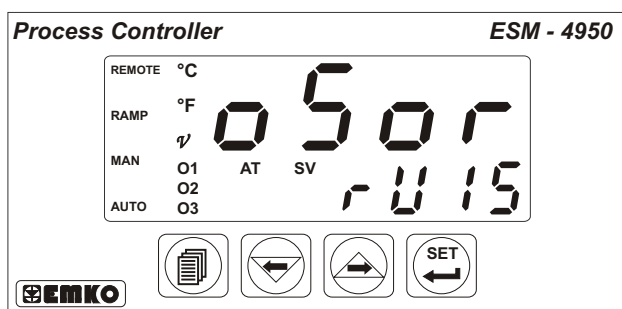 Process Controller ESM - 4950
REMOTE °C
oSor
RAMP °F
V
MAN O1 AT SV
O2
rU15
AUTO O3
SET
EMKO